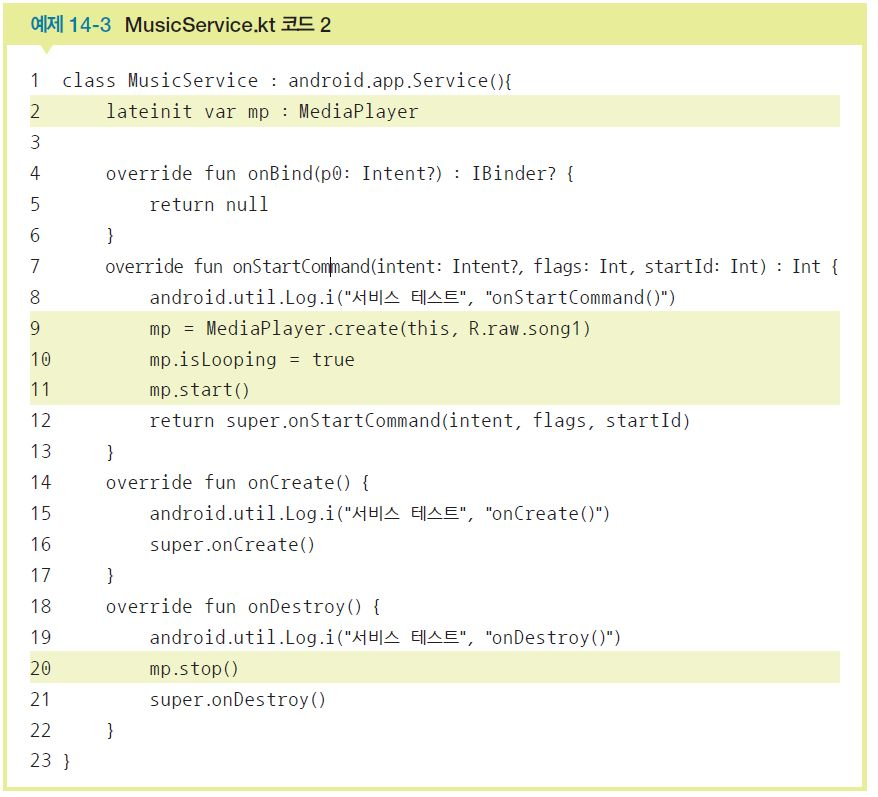 예제 14-3 MusicService.kt 코드 2
1 class MusicService : android.app.Service(){
2 lateinit var mp : MediaPlayer
3
4 override fun onBind(p0: Intent?) : IBinder? {
5 return null
6 }
7 override fun onStartCommand(intent: Intent?, flags: Int, startId: Int) : Int {
8 android.util.Log.i("서비스 테스트", "onStartCommand()")
9 mp = MediaPlayer.create(this, R.raw.song1)
10 mp.isLooping = true
11 mp.start()
12 return super.onStartCommand(intent, flags, startId)
13 }
14 override fun onCreate() {
15 android.util.Log.i("서비스 테스트", "onCreate()")
16 super.onCreate()
17 }
18 override fun onDestroy() {
19 android.util.Log.i("서비스 테스트", "onDestroy()")
20 mp.stop()
21 super.onDestroy()
22 }
23 }